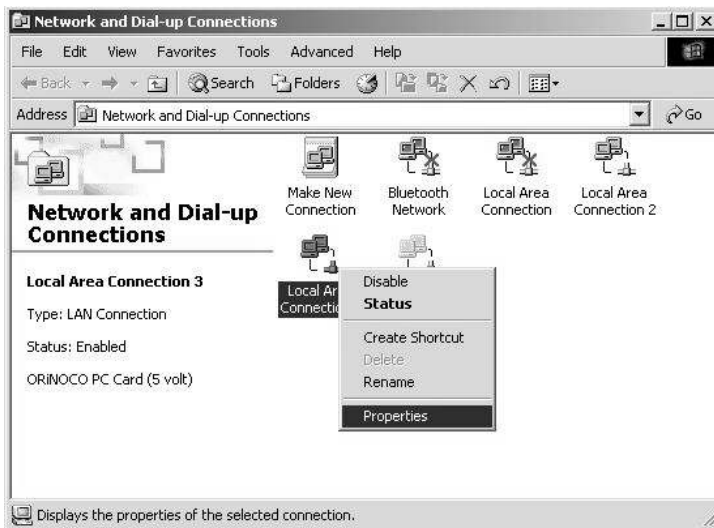 Network and Dial-up Connections
File Edit View Favorites Tools Advanced Help
Back Search Folders
Address Network and Dial-up Connections Go
Make New
Connection
Bluetooth
Network
Local Area
Connection
Local Area
Connection 2
Network and Dial-up
Connections
Local Area Connection 3
Type: LAN Connection
Status: Enabled
ORiNOCO PC Card (5 volt)
Local Ar
Connectio
Disable
Status
Create Shortcut
Delete
Rename
Properties
Displays the properties of the selected connection.